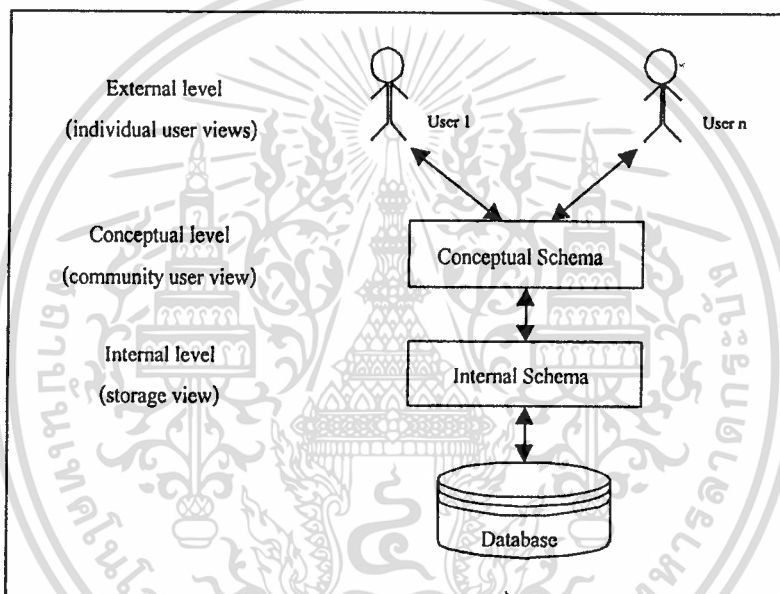 External level
(individual user views)
User 1
User n
Conceptual level
(community user view)
Conceptual Schema
Internal level
(storage view)
Internal Schema
Database